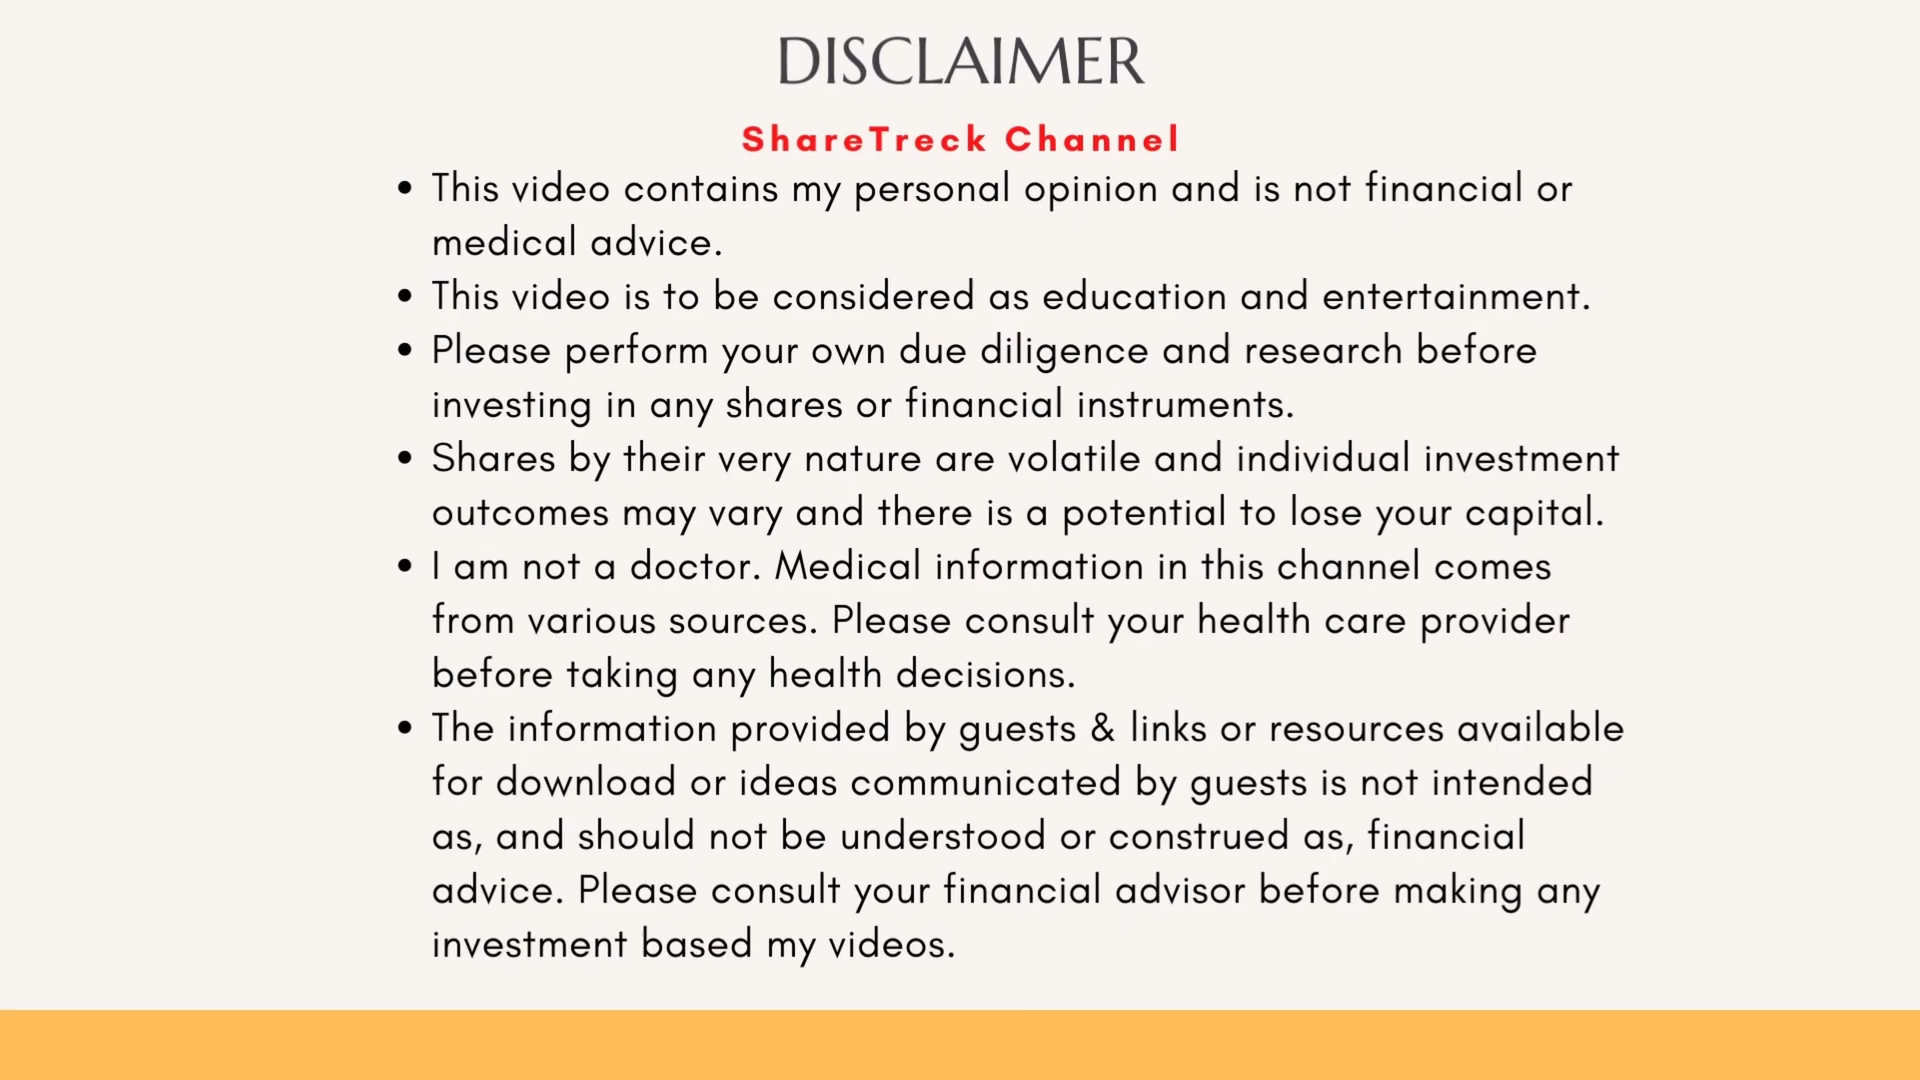 DISCLAIMER
ShareTreck Channel
• This video contains my personal opinion and is not financial or
medical advice.
• This video is to be considered as education and entertainment.
• Please perform your own due diligence and research before
investing in any shares or financial instruments.
• Shares by their very nature are volatile and individual investment
outcomes may vary and there is a potential to lose your capital.
• I am not a doctor. Medical information in this channel comes
from various sources. Please consult your health care provider
before taking any health decisions.
• The information provided by guests & links or resources available
for download or ideas communicated by guests is not intended
as, and should not be understood or construed as, financial
advice. Please consult your financial advisor before making any
investment based my videos.